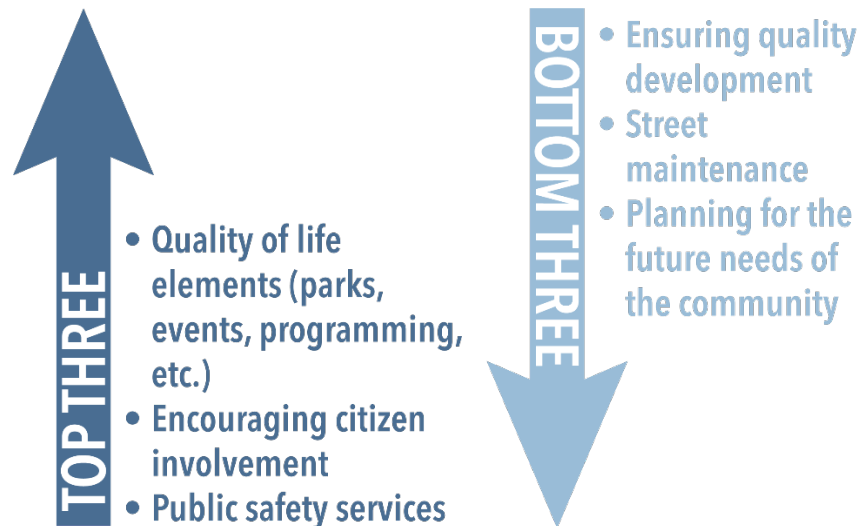 TOP THREE
• Quality of life
elements (parks,
events, programming,
etc.)
• Encouraging citizen
involvement
• Public safety services
BOTTOM THREE
• Ensuring quality
development
• Street
maintenance
• Planning for the
future needs of
the community